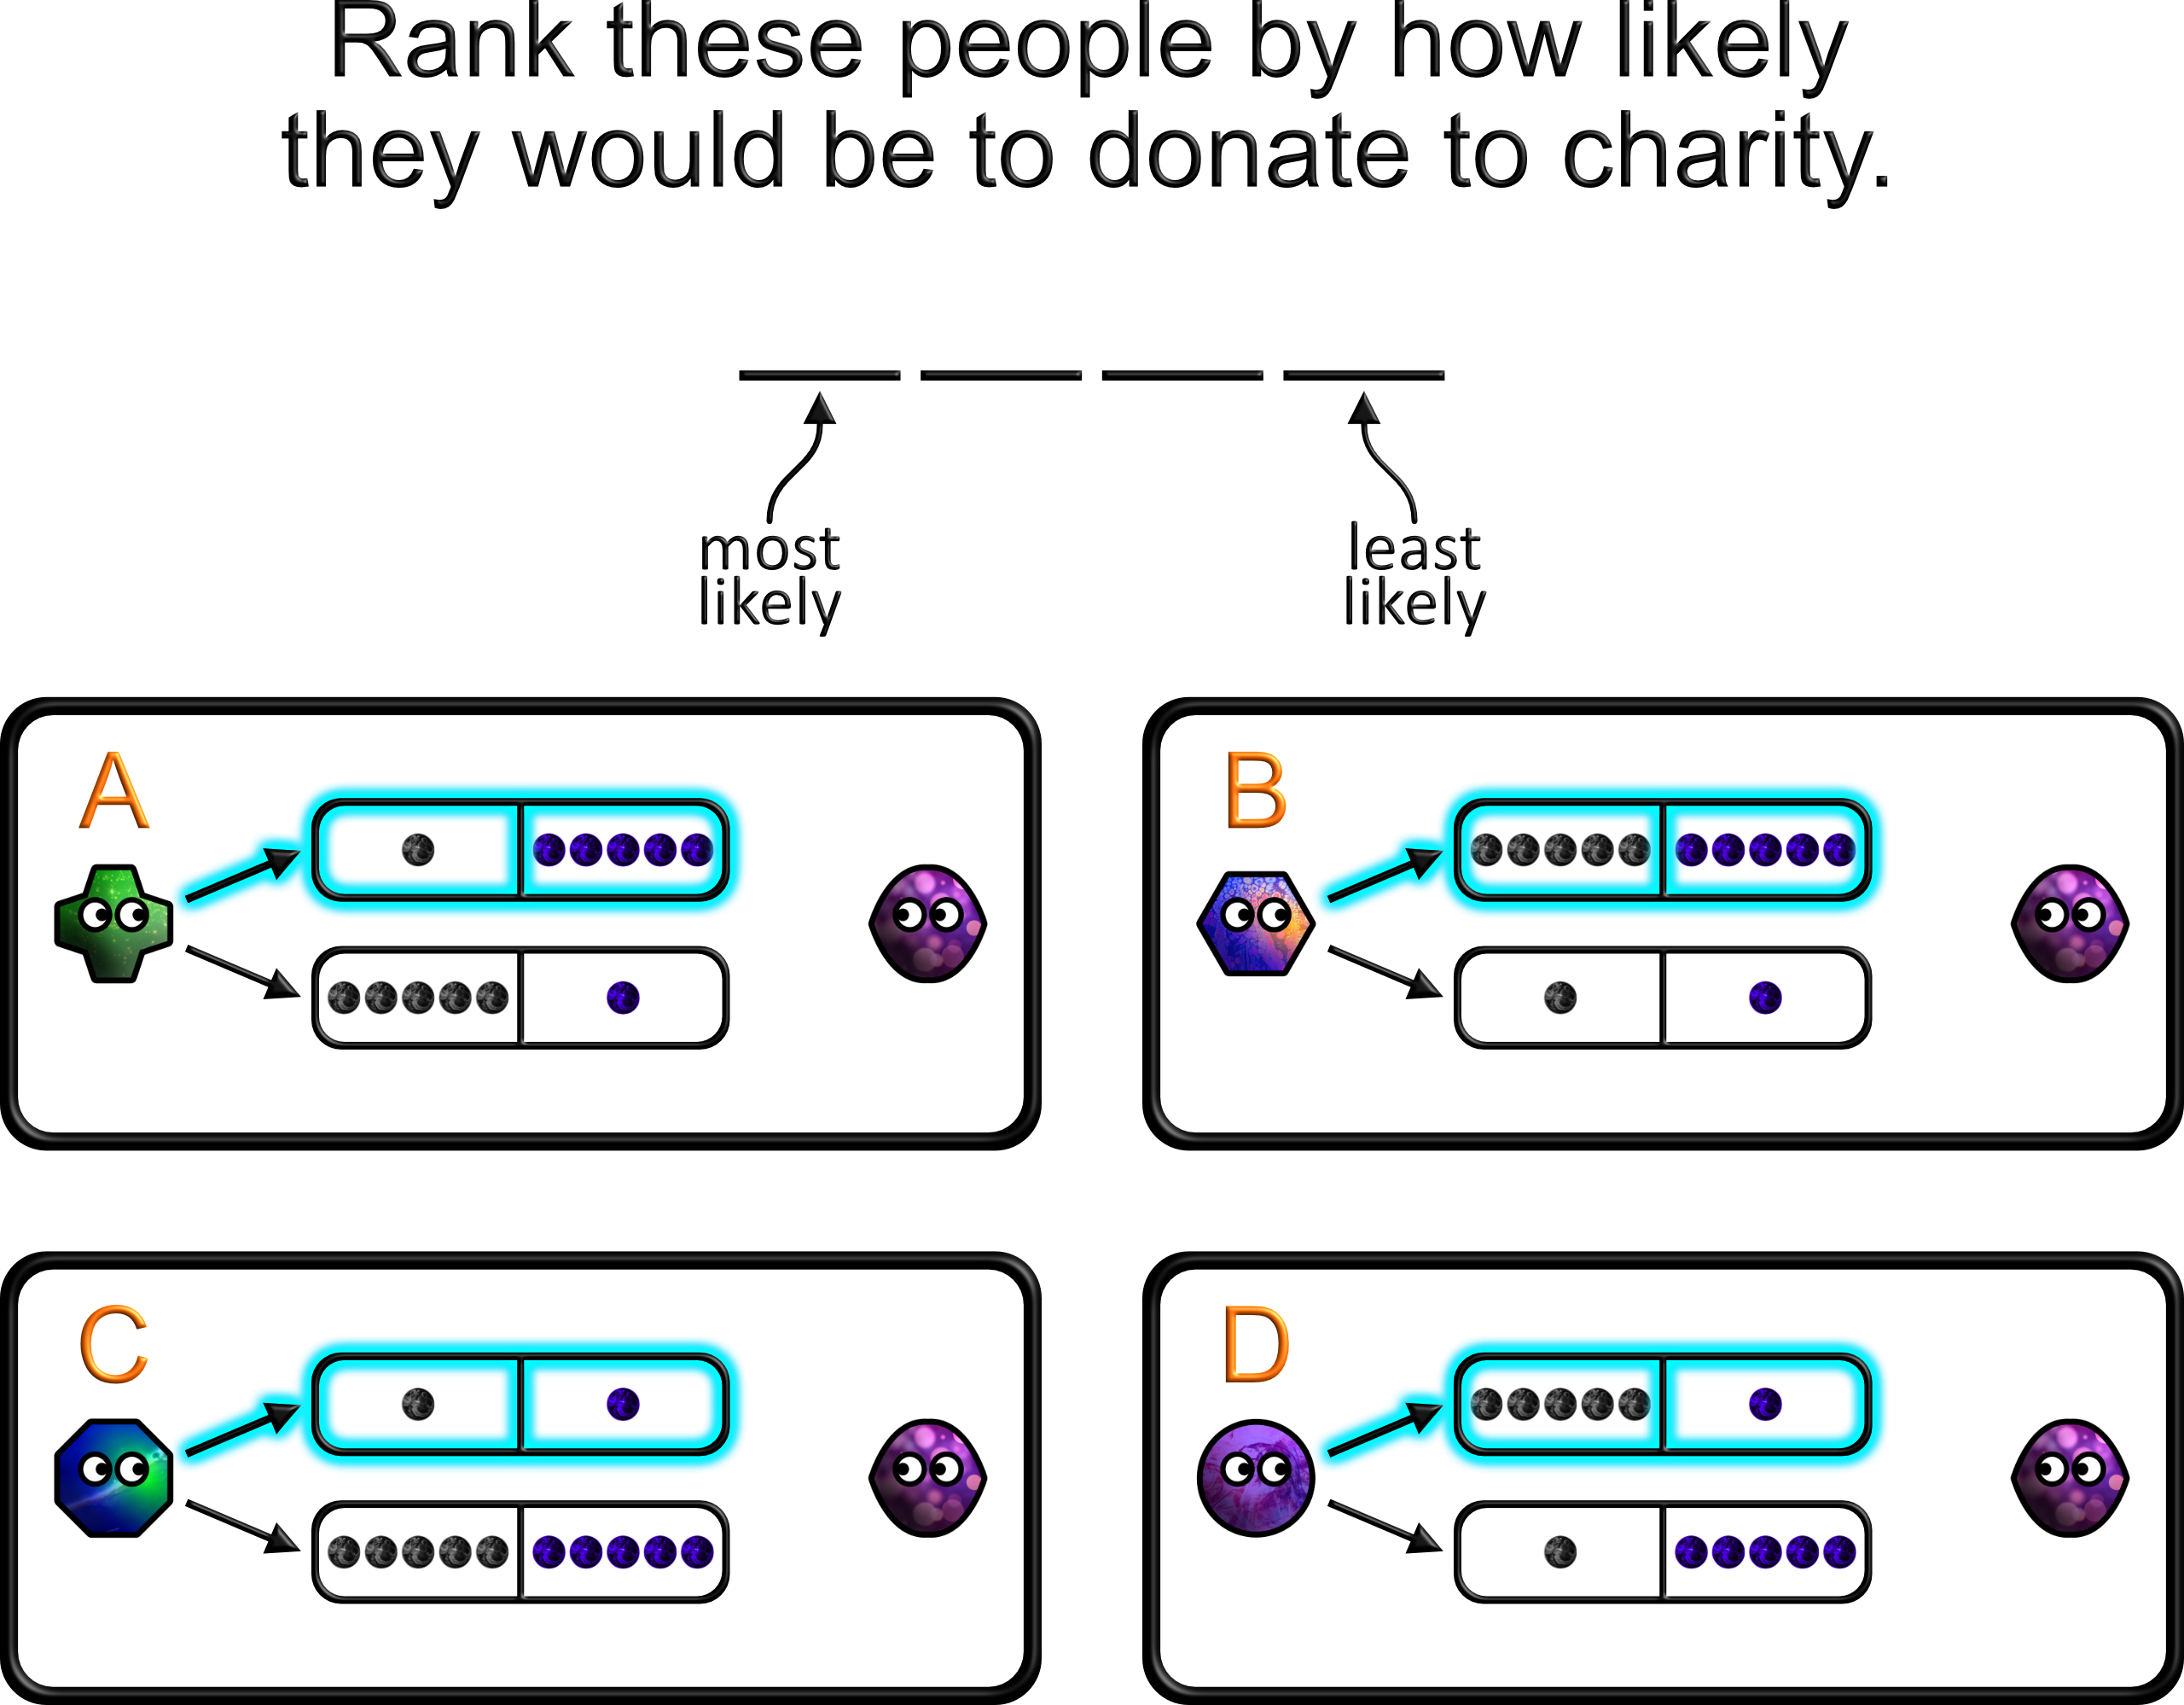 Rank these people by how likely
they would be to donate to charity.
most
likely
least
likely
A
B
C
D